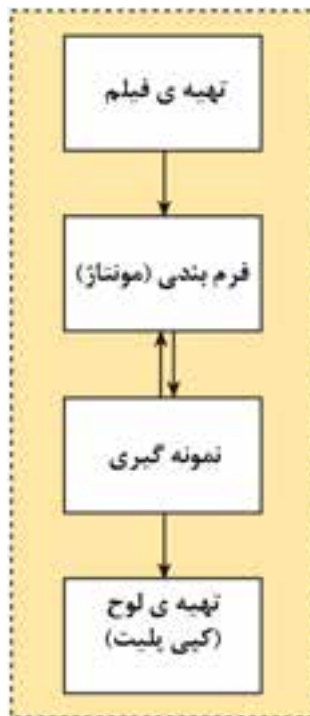 تهیه ی فیلم
فرم بندی (مونتاژ)
نمونه گیری
تهیه ی لوح
(کپی پلیت)